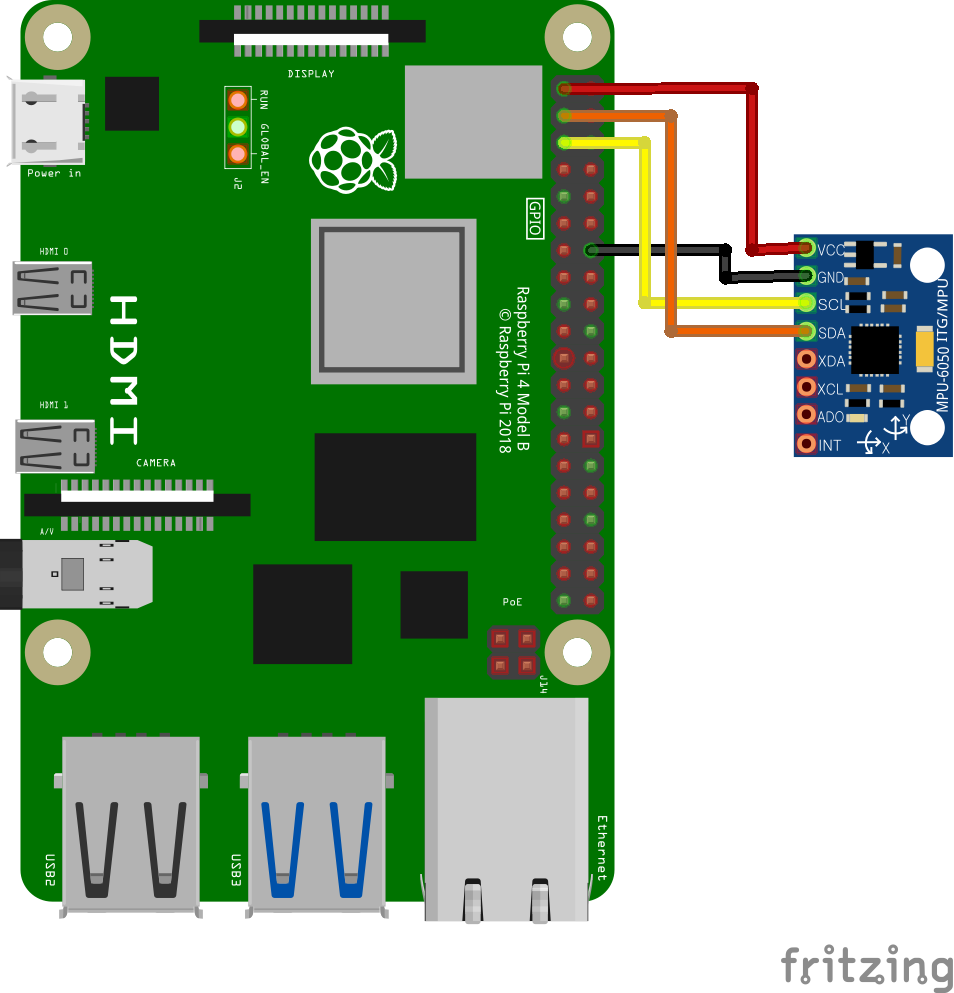 DISPLAY
RUN
GLOBAL_EN
J2
Power in
GPIO
HDMI 0
HDMI
Raspberry Pi 4 Model B
© Raspberry Pi 2018
HDMI 1
CAMERA
A/V
PoE
J14
USB2
USB3
Ethernet
VCC
GND
SCL
SDA
XDA
XCL
ADO
INT
MPU-6050 ITG/MPU
Y
X
fritzing